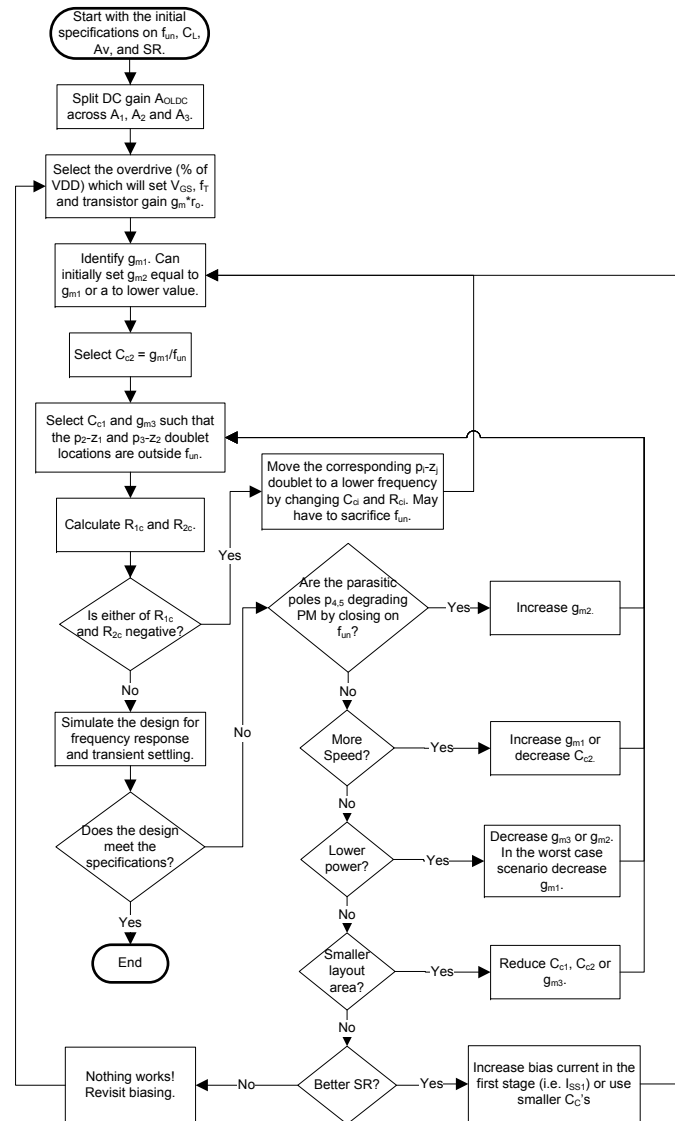 Start with the initial
specifications on fun, CL,
Av, and SR.
Split DC gain AOLDC
across A1, A2 and A3.
Select the overdrive (% of
VDD) which will set VGS, fT
and transistor gain gm*ro.
Identify gm1. Can
initially set gm2 equal to
gm1 or a to lower value.
Select Cc2 = gm1/fun
Select Cc1 and gm3 such that
the p2-z1 and p3-z2 doublet
locations are outside fun.
Calculate R1c and R2c.
Is either of R1c
and R2c negative?
Yes
Move the corresponding pi-zj
doublet to a lower frequency
by changing Cci and Rci. May
have to sacrifice fun.
No
Simulate the design for
frequency response
and transient settling.
Does the design
meet the
specifications?
Yes
End
No
Are the parasitic
poles p4,5 degrading
PM by closing on
fun?
Yes
Increase gm2.
No
More
Speed?
Yes
Increase gm1 or
decrease Cc2.
No
Lower
power?
Yes
Decrease gm3 or gm2.
In the worst case
scenario decrease
gm1.
No
Smaller
layout
area?
Yes
Reduce Cc1, Cc2 or
gm3.
No
Better SR?
Yes
Increase bias current in the
first stage (i.e. ISS1) or use
smaller CC's
No
Nothing works!
Revisit biasing.